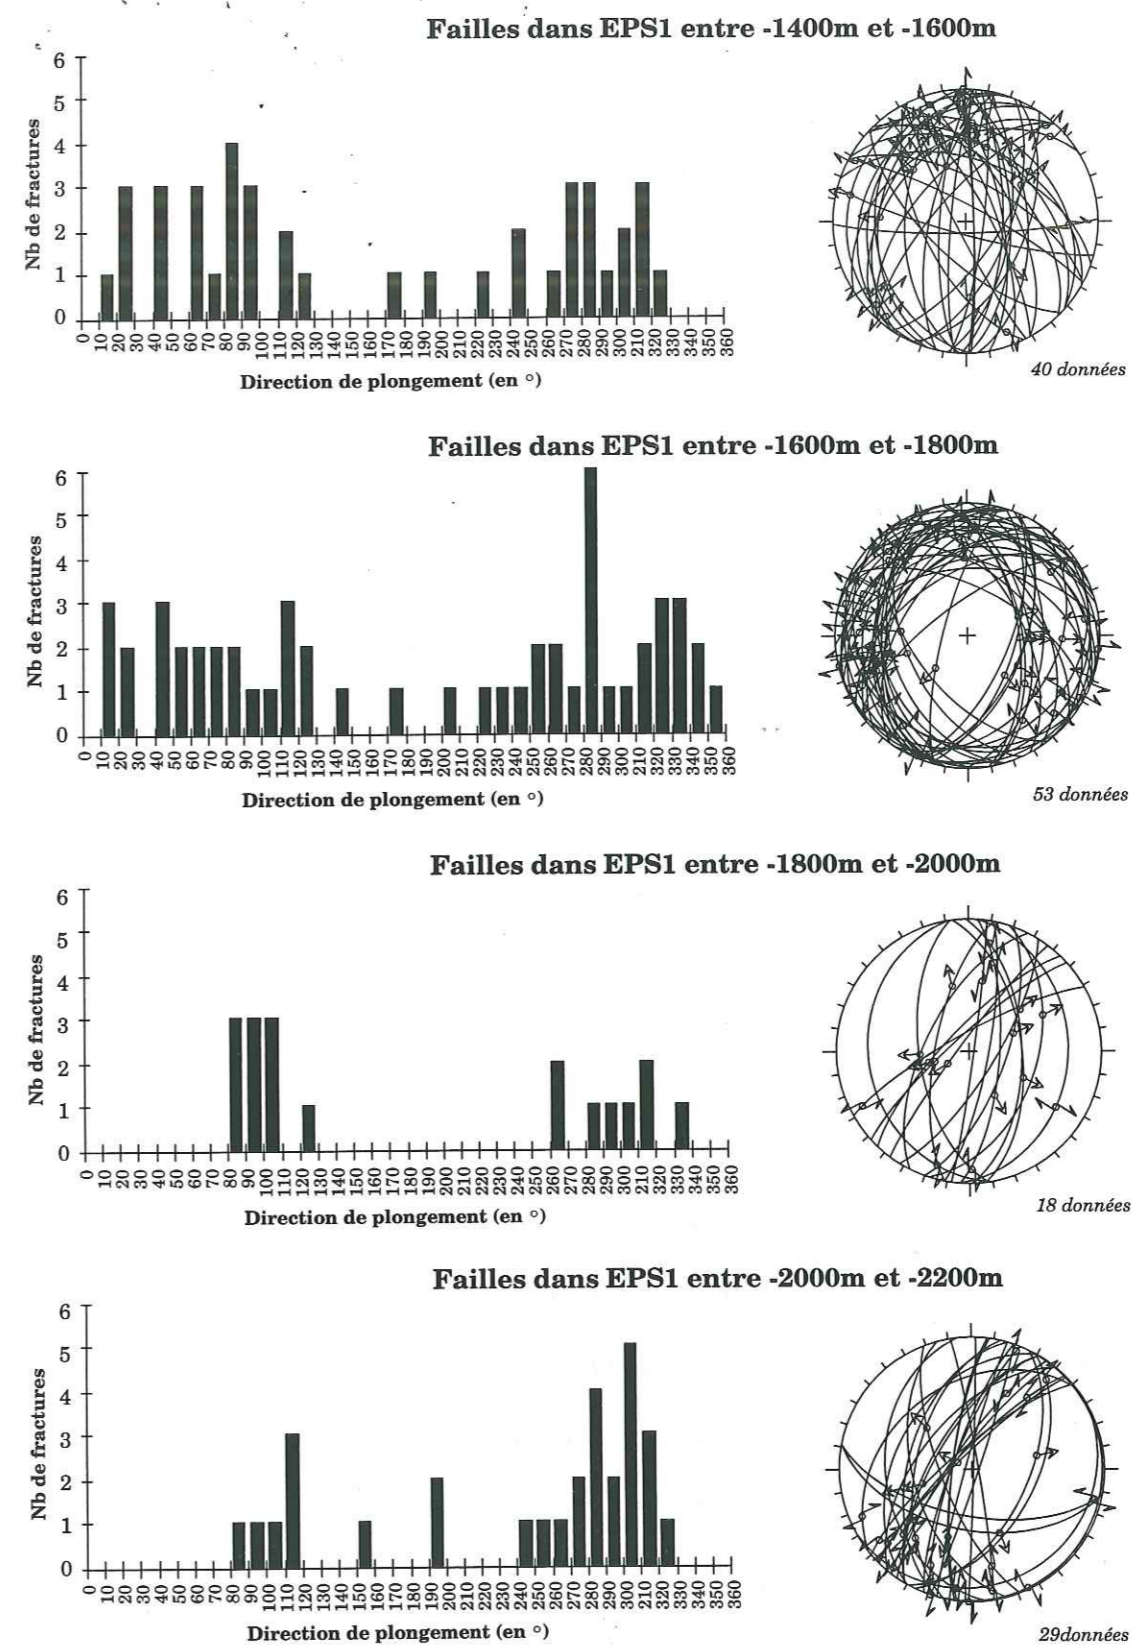 Failles dans EPS1 entre -1400m et -1600m
Nb de fractures
6
5
4
3
2
1
0
0 10 20 30 40 50 60 70 80 90 100 110 120 130 140 150 160 170 180 190 200 210 220 230 240 250 260 270 280 290 300 310 320 330 340 350 360
Direction de plongement (en °)
40 données
Failles dans EPS1 entre -1600m et -1800m
Nb de fractures
6
5
4
3
2
1
0
0 10 20 30 40 50 60 70 80 90 100 110 120 130 140 150 160 170 180 190 200 210 220 230 240 250 260 270 280 290 300 310 320 330 340 350 360
Direction de plongement (en °)
53 données
Failles dans EPS1 entre -1800m et -2000m
Nb de fractures
6
5
4
3
2
1
0
0 10 20 30 40 50 60 70 80 90 100 110 120 130 140 150 160 170 180 190 200 210 220 230 240 250 260 270 280 290 300 310 320 330 340 350 360
Direction de plongement (en °)
18 données
Failles dans EPS1 entre -2000m et -2200m
Nb de fractures
6
5
4
3
2
1
0
0 10 20 30 40 50 60 70 80 90 100 110 120 130 140 150 160 170 180 190 200 210 220 230 240 250 260 270 280 290 300 310 320 330 340 350 360
Direction de plongement (en °)
29données